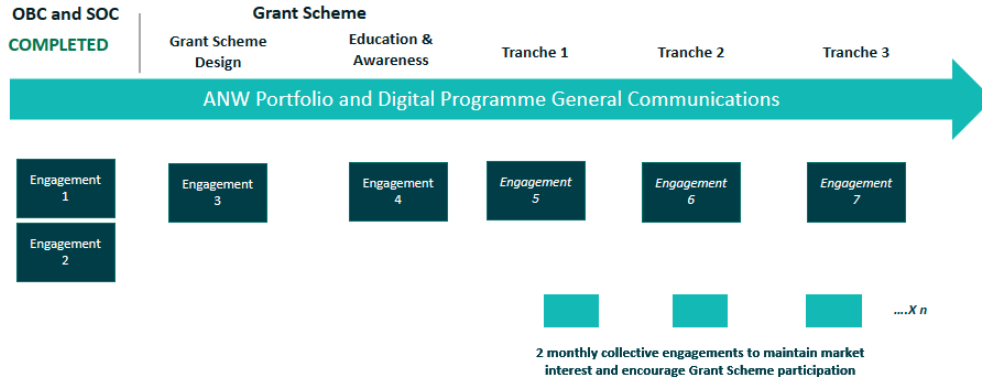 OBC and SOC
COMPLETED
Grant Scheme
Grant Scheme
Design
Education &
Awareness
Tranche 1
Tranche 2
Tranche 3
ANW Portfolio and Digital Programme General Communications
Engagement
1
Engagement
2
Engagement
3
Engagement
4
Engagement
5
Engagement
6
Engagement
7
....X n
2 monthly collective engagements to maintain market
interest and encourage Grant Scheme participation